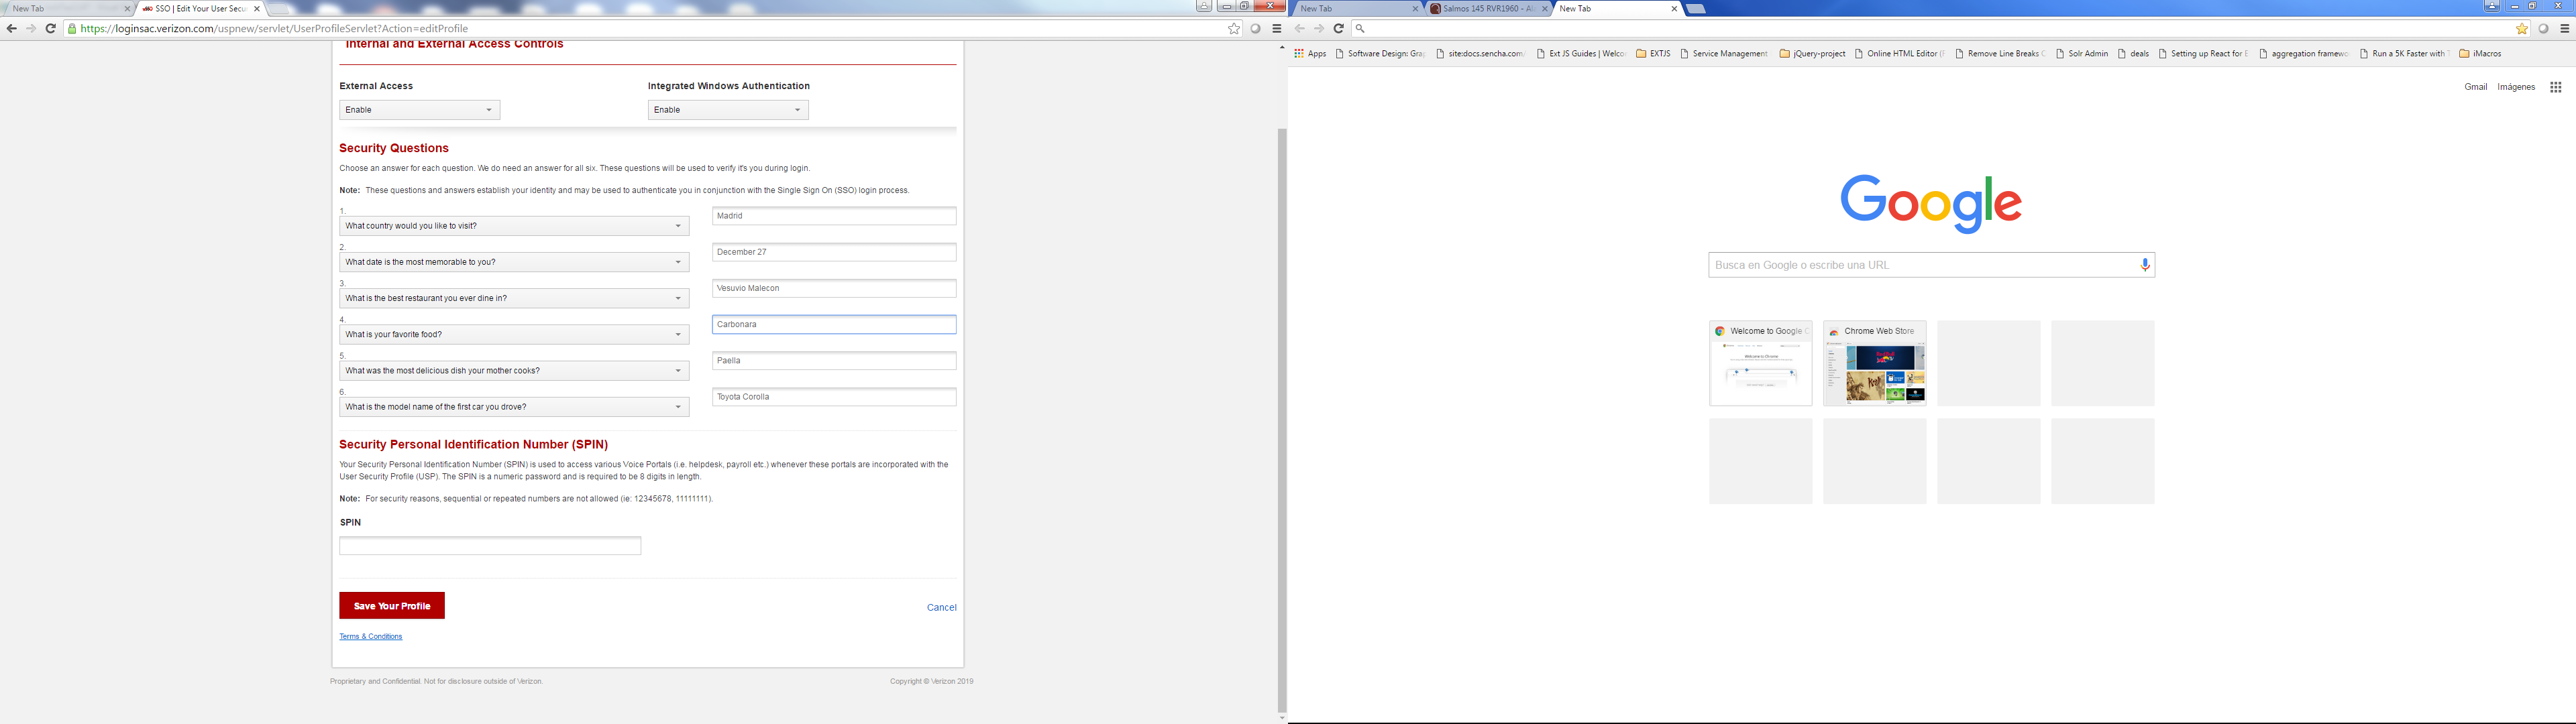 New Tab
SSO | Edit Your User Secu
https://loginsac.verizon.com/uspnew/servlet/UserProfileServlet?Action=editProfile
Internal and External Access Controls
External Access
Integrated Windows Authentication
Enable
Enable
Security Questions
Choose an answer for each question. We do need an answer for all six. These questions will be used to verify it's you during login.
Note: These questions and answers establish your identity and may be used to authenticate you in conjunction with the Single Sign On (SSO) login process.
1.
What country would you like to visit?
Madrid
2.
What date is the most memorable to you?
December 27
3.
What is the best restaurant you ever dine in?
Vesuvio Malecon
4.
What is your favorite food?
Carbonara
5.
What was the most delicious dish your mother cooks?
Paella
6.
What is the model name of the first car you drove?
Toyota Corolla
Security Personal Identification Number (SPIN)
Your Security Personal Identification Number (SPIN) is used to access various Voice Portals (i.e. helpdesk, payroll etc.) whenever these portals are incorporated with the
User Security Profile (USP). The SPIN is a numeric password and is required to be 8 digits in length.
Note: For security reasons, sequential or repeated numbers are not allowed (ie: 12345678, 11111111).
SPIN
Save Your Profile
Cancel
Terms & Conditions
Proprietary and Confidential. Not for disclosure outside of Verizon.
Copyright © Verizon 2019
New Tab
Salmos 145 RVR1960 - Al
New Tab
Apps
Software Design: Gra
site:docs.sencha.com/
Ext JS Guides | Welco
EXTJS
Service Management
jQuery-project
Online HTML Editor (
Remove Line Breaks
Solr Admin
deals
Setting up React for E
aggregation framewo
Run a 5K Faster with
iMacros
Gmail
Imágenes
Google
Busca en Google o escribe una URL
Welcome to Google C
Chrome Web Store
Welcome to Chrome